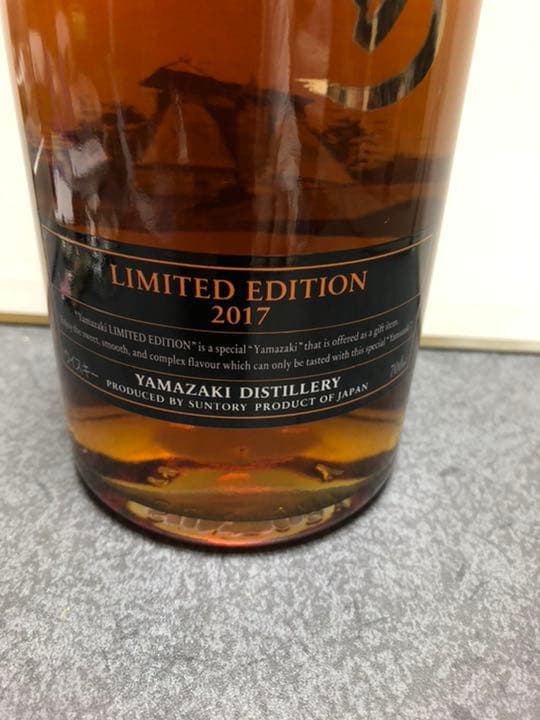 LIMITED EDITION
2017
"Yamazaki LIMITED EDITION" is a special "Yamazaki" that is offered as a gift item.
the sweet, smooth, and complex flavour which can only be tasted with this special "Yamazaki"
ウイスキー
700ml
YAMAZAKI DISTILLERY
PRODUCED BY SUNTORY PRODUCT OF JAPAN